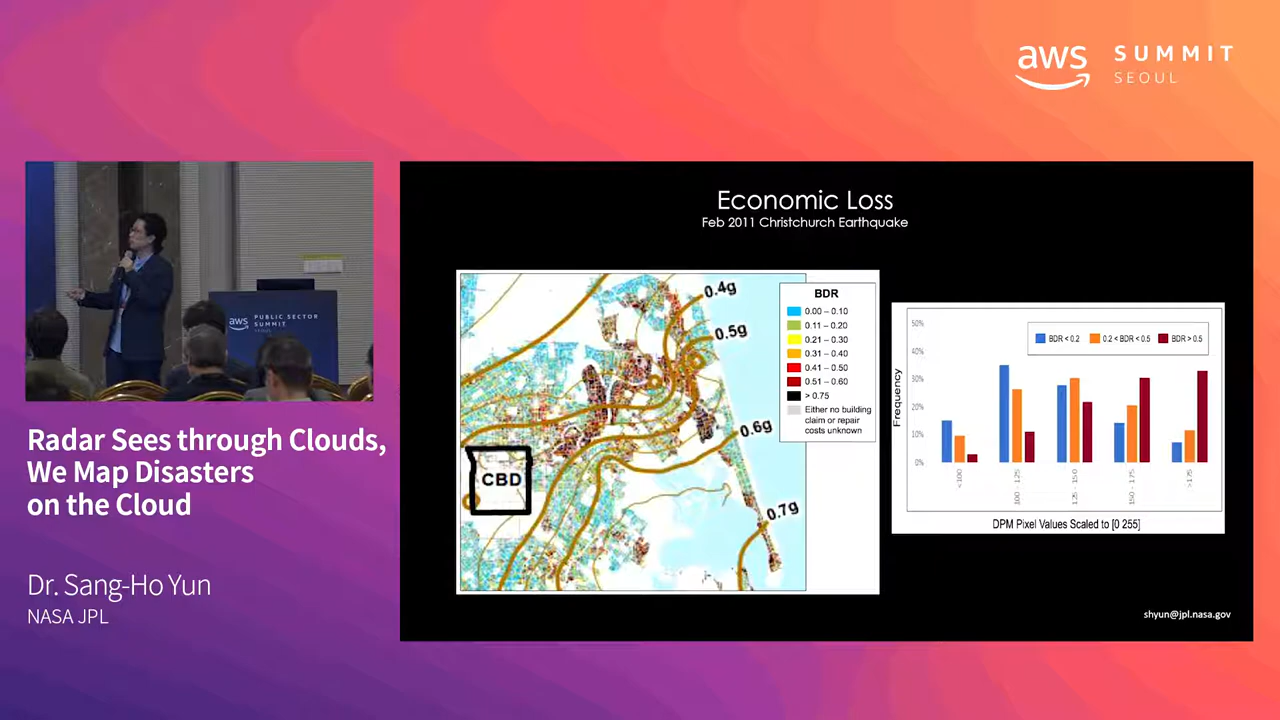 aws SUMMIT
SEOUL
aws PUBLIC SECTOR
SUMMIT
SEOUL
Radar Sees through Clouds,
We Map Disasters
on the Cloud
Dr. Sang-Ho Yun
NASA JPL
Economic Loss
Feb 2011 Christchurch Earthquake
0.4g
0.5g
0.6g
0.7g
CBD
BDR
0.00 – 0.10
0.11 – 0.20
0.21 – 0.30
0.31 – 0.40
0.41 – 0.50
0.51 – 0.60
> 0.75
Either no building
claim or repair
costs unknown
BDR < 0.2
0.2 < BDR < 0.5
BDR > 0.5
50%
40%
30%
20%
10%
0%
Frequency
<100
100 - 125
125 - 150
150 - 175
>175
DPM Pixel Values Scaled to [0 255]
shyun@jpl.nasa.gov